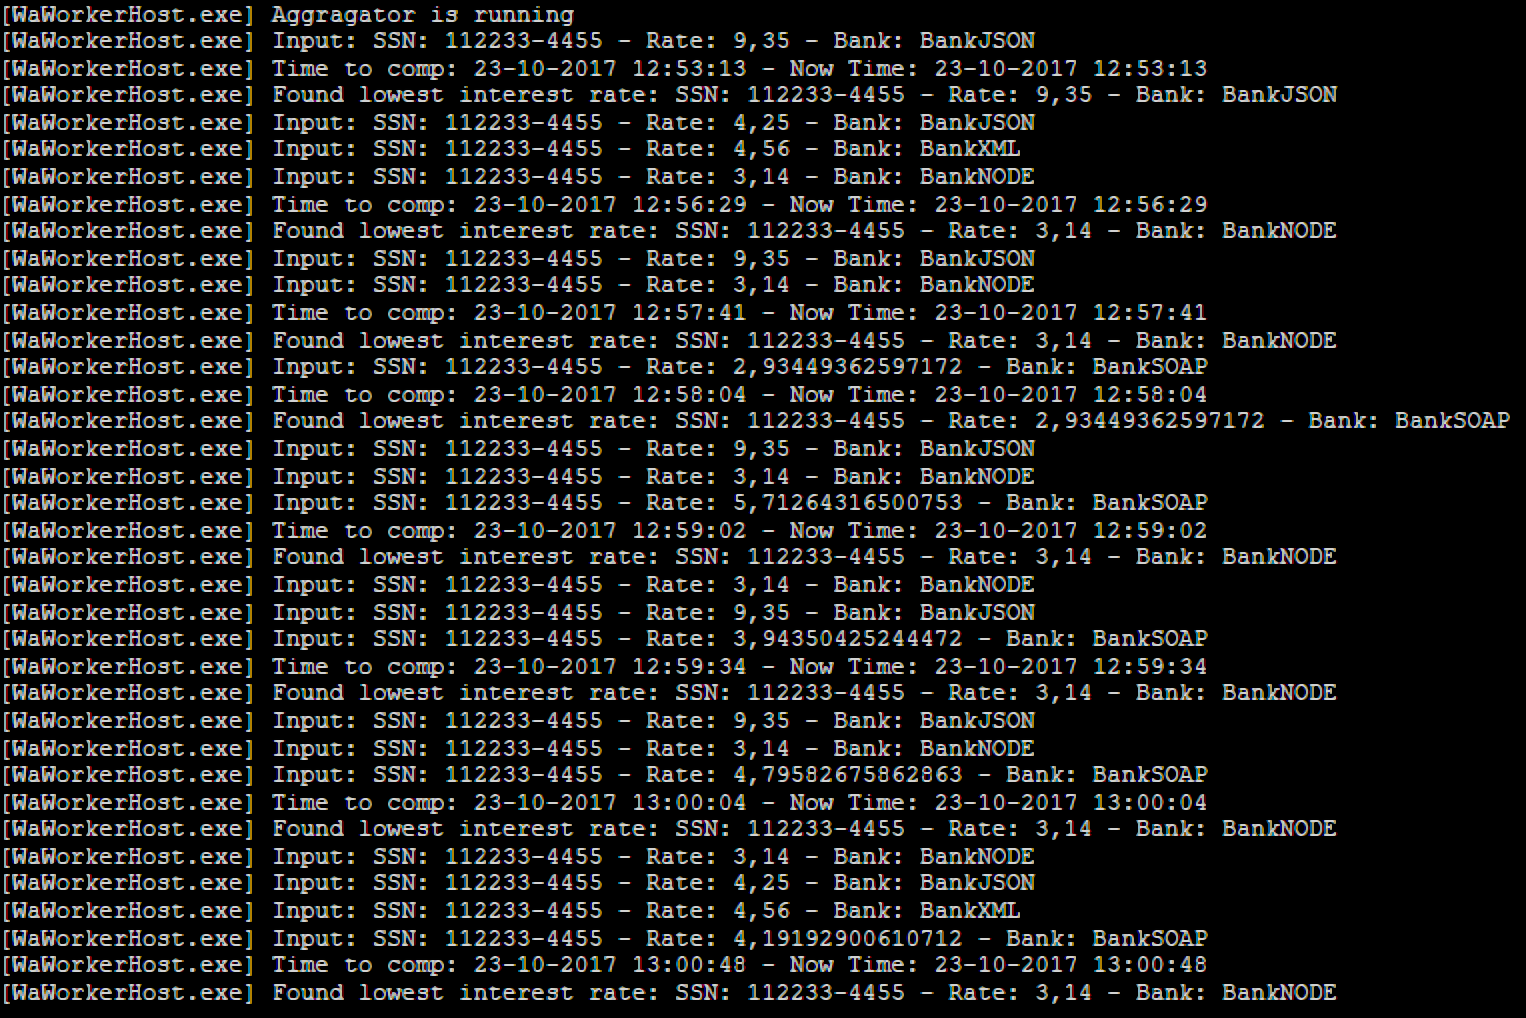 [WaWorkerHost.exe] Aggragator is running
[WaWorkerHost.exe] Input: SSN: 112233-4455 - Rate: 9,35 - Bank: BankJSON
[WaWorkerHost.exe] Time to comp: 23-10-2017 12:53:13 - Now Time: 23-10-2017 12:53:13
[WaWorkerHost.exe] Found lowest interest rate: SSN: 112233-4455 - Rate: 9,35 - Bank: BankJSON
[WaWorkerHost.exe] Input: SSN: 112233-4455 - Rate: 4,25 - Bank: BankJSON
[WaWorkerHost.exe] Input: SSN: 112233-4455 - Rate: 4,56 - Bank: BankXML
[WaWorkerHost.exe] Input: SSN: 112233-4455 - Rate: 3,14 - Bank: BankNODE
[WaWorkerHost.exe] Time to comp: 23-10-2017 12:56:29 - Now Time: 23-10-2017 12:56:29
[WaWorkerHost.exe] Found lowest interest rate: SSN: 112233-4455 - Rate: 3,14 - Bank: BankNODE
[WaWorkerHost.exe] Input: SSN: 112233-4455 - Rate: 9,35 - Bank: BankJSON
[WaWorkerHost.exe] Input: SSN: 112233-4455 - Rate: 3,14 - Bank: BankNODE
[WaWorkerHost.exe] Time to comp: 23-10-2017 12:57:41 - Now Time: 23-10-2017 12:57:41
[WaWorkerHost.exe] Found lowest interest rate: SSN: 112233-4455 - Rate: 3,14 - Bank: BankNODE
[WaWorkerHost.exe] Input: SSN: 112233-4455 - Rate: 2,93449362597172 - Bank: BankSOAP
[WaWorkerHost.exe] Time to comp: 23-10-2017 12:58:04 - Now Time: 23-10-2017 12:58:04
[WaWorkerHost.exe] Found lowest interest rate: SSN: 112233-4455 - Rate: 2,93449362597172 - Bank: BankSOAP
[WaWorkerHost.exe] Input: SSN: 112233-4455 - Rate: 9,35 - Bank: BankJSON
[WaWorkerHost.exe] Input: SSN: 112233-4455 - Rate: 3,14 - Bank: BankNODE
[WaWorkerHost.exe] Input: SSN: 112233-4455 - Rate: 5,71264316500753 - Bank: BankSOAP
[WaWorkerHost.exe] Time to comp: 23-10-2017 12:59:02 - Now Time: 23-10-2017 12:59:02
[WaWorkerHost.exe] Found lowest interest rate: SSN: 112233-4455 - Rate: 3,14 - Bank: BankNODE
[WaWorkerHost.exe] Input: SSN: 112233-4455 - Rate: 3,14 - Bank: BankNODE
[WaWorkerHost.exe] Input: SSN: 112233-4455 - Rate: 9,35 - Bank: BankJSON
[WaWorkerHost.exe] Input: SSN: 112233-4455 - Rate: 3,94350425244472 - Bank: BankSOAP
[WaWorkerHost.exe] Time to comp: 23-10-2017 12:59:34 - Now Time: 23-10-2017 12:59:34
[WaWorkerHost.exe] Found lowest interest rate: SSN: 112233-4455 - Rate: 3,14 - Bank: BankNODE
[WaWorkerHost.exe] Input: SSN: 112233-4455 - Rate: 9,35 - Bank: BankJSON
[WaWorkerHost.exe] Input: SSN: 112233-4455 - Rate: 3,14 - Bank: BankNODE
[WaWorkerHost.exe] Input: SSN: 112233-4455 - Rate: 4,79582675862863 - Bank: BankSOAP
[WaWorkerHost.exe] Time to comp: 23-10-2017 13:00:04 - Now Time: 23-10-2017 13:00:04
[WaWorkerHost.exe] Found lowest interest rate: SSN: 112233-4455 - Rate: 3,14 - Bank: BankNODE
[WaWorkerHost.exe] Input: SSN: 112233-4455 - Rate: 3,14 - Bank: BankNODE
[WaWorkerHost.exe] Input: SSN: 112233-4455 - Rate: 4,25 - Bank: BankJSON
[WaWorkerHost.exe] Input: SSN: 112233-4455 - Rate: 4,56 - Bank: BankXML
[WaWorkerHost.exe] Input: SSN: 112233-4455 - Rate: 4,19192900610712 - Bank: BankSOAP
[WaWorkerHost.exe] Time to comp: 23-10-2017 13:00:48 - Now Time: 23-10-2017 13:00:48
[WaWorkerHost.exe] Found lowest interest rate: SSN: 112233-4455 - Rate: 3,14 - Bank: BankNODE